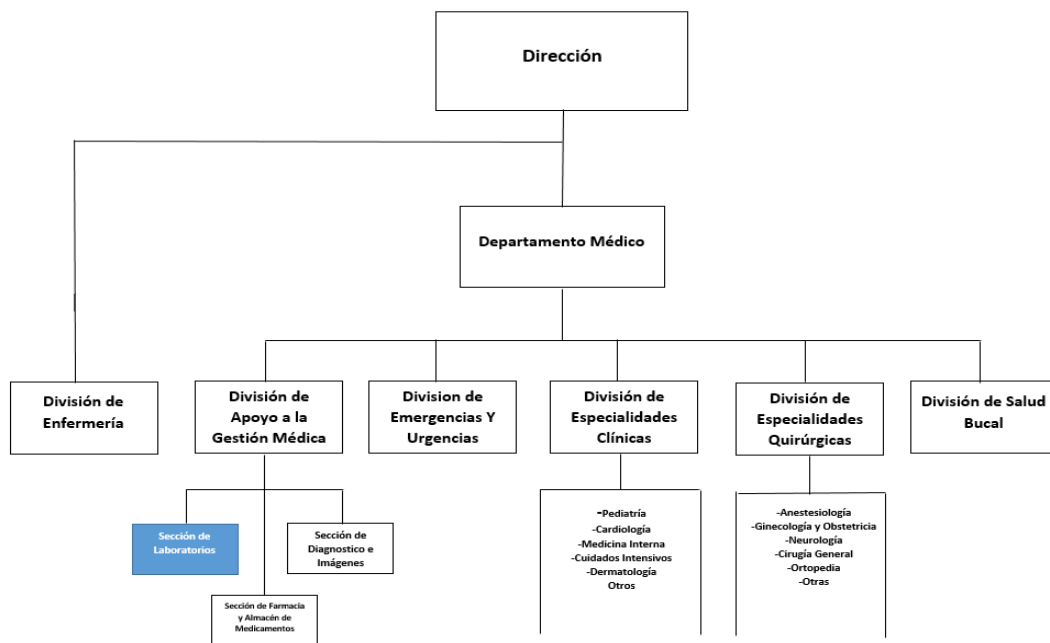 Dirección
Departamento Médico
División de
Enfermería
División de
Apoyo a la
Gestión Médica
Division de
Emergencias Y
Urgencias
División de
Especialidades
Clínicas
División de
Especialidades
Quirúrgicas
División de Salud
Bucal
Sección de
Laboratorios
Sección de
Diagnostico e
Imágenes
Sección de Farmacia
y Almacén de
Medicamentos
-Pediatría
-Cardiología
-Medicina Interna
-Cuidados Intensivos
-Dermatología
Otros
-Anestesiología
-Ginecología y Obstetricia
-Neurología
-Cirugía General
-Ortopedia
-Otras